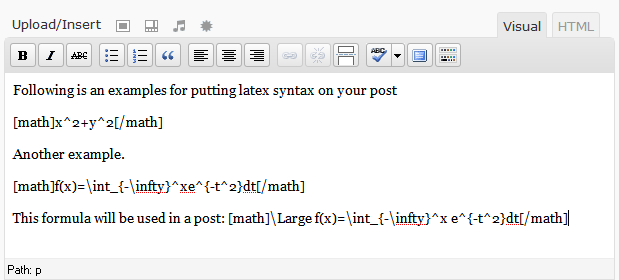 Upload/Insert
Visual
HTML
B I ABC ABC
Following is an examples for putting latex syntax on your post
[math]x^2+y^2[/math]
Another example.
[math]f(x)=\int_{-\infty}^xe^{-t^2}dt[/math]
This formula will be used in a post: [math]\Large f(x)=\int_{-\infty}^x e^{-t^2}dt[/math]
Path: p